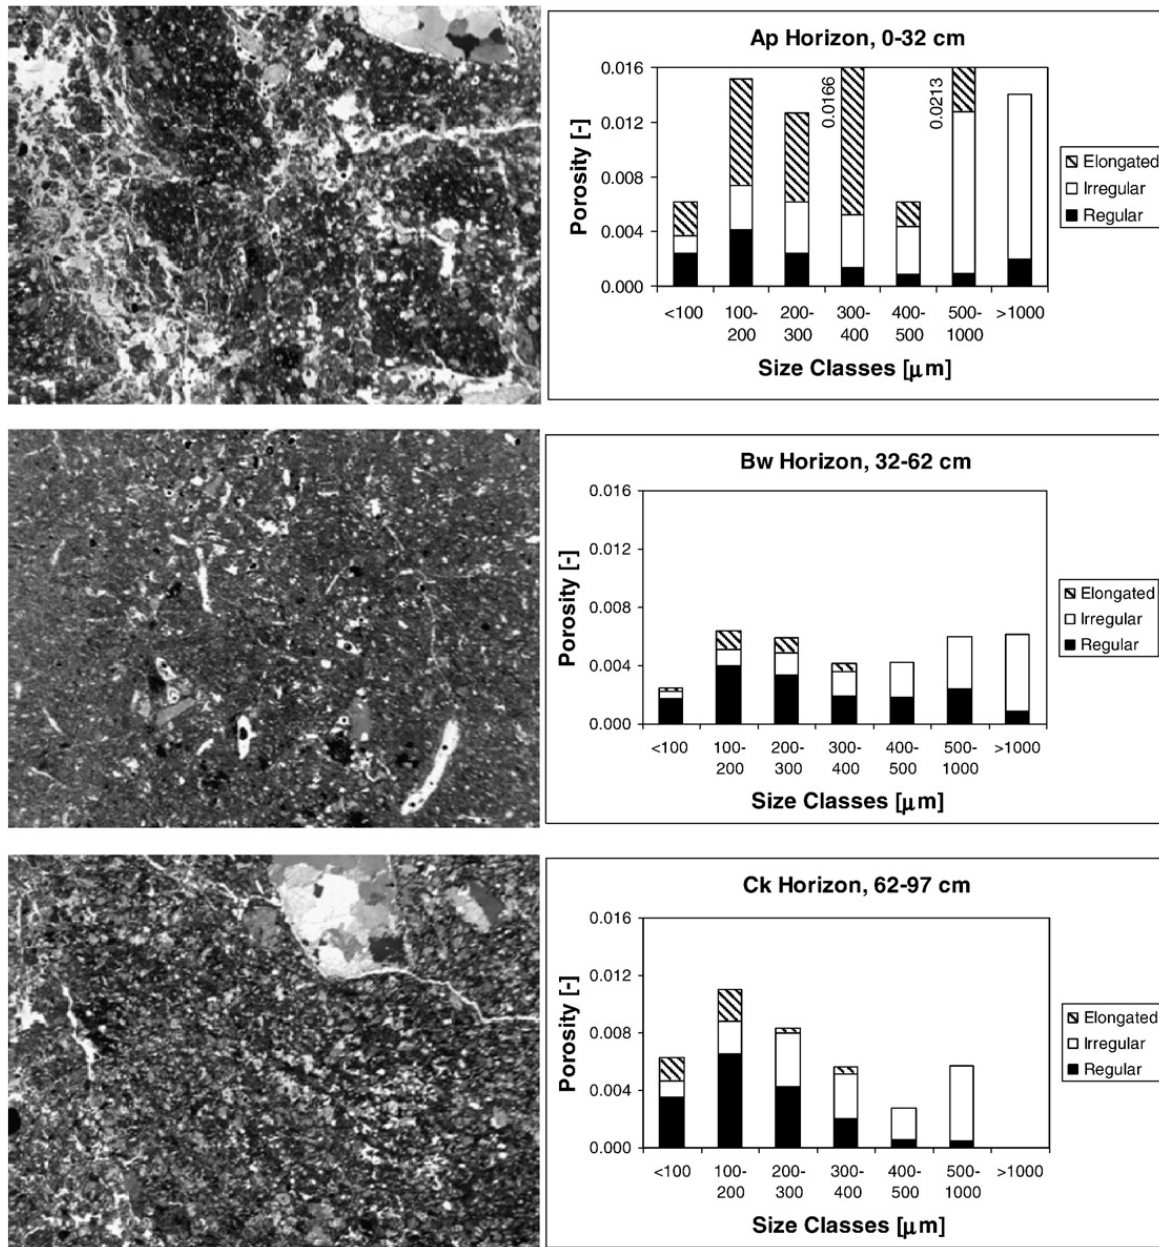 Ap Horizon, 0-32 cm
0.016
0.012
0.008
0.004
0.000
Porosity [-]
0.0166
0.0213
Elongated
Irregular
Regular
<100
100-
200
200-
300
300-
400
400-
500
500-
1000
>1000
Size Classes [μm]
Bw Horizon, 32-62 cm
0.016
0.012
0.008
0.004
0.000
Porosity [-]
Elongated
Irregular
Regular
<100
100-
200
200-
300
300-
400
400-
500
500-
1000
>1000
Size Classes [μm]
Ck Horizon, 62-97 cm
0.016
0.012
0.008
0.004
0.000
Porosity [-]
Elongated
Irregular
Regular
<100
100-
200
200-
300
300-
400
400-
500
500-
1000
>1000
Size Classes [μm]